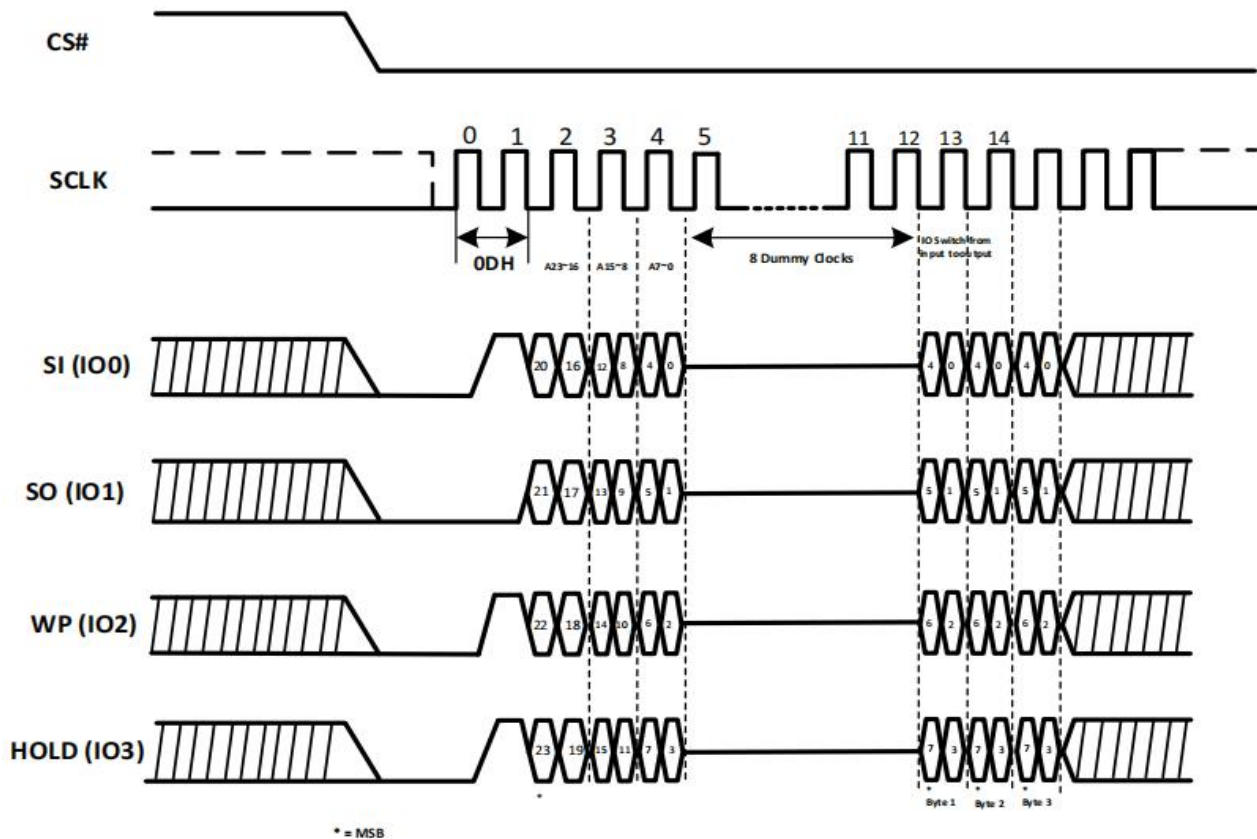 CS#
0 1 2 3 4 5 11 12 13 14
SCLK
0DH
A23~16 A15~8 A7~0
8 Dummy Clocks
IO Switch from
input to output
SI (IO0) 20 16 12 8 4 0 4 0 4 0 4 0
SO (IO1) 21 17 13 9 5 1 5 1 5 1 5 1
WP (IO2) 22 18 14 10 6 2 6 2 6 2 6 2
HOLD (IO3) 23 19 15 11 7 3 7 3 7 3 7 3
* * * *
Byte 1 Byte 2 Byte 3
* = MSB